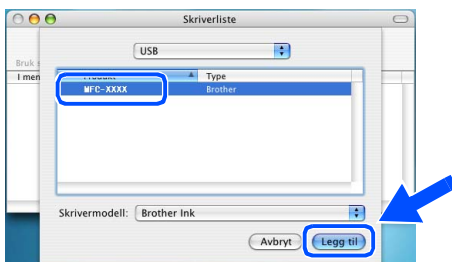 Skriverliste
USB
Bruk
I men
Produkt Type
MFC-XXXX Brother
Skrivermodell: Brother Ink
Avbryt Legg til